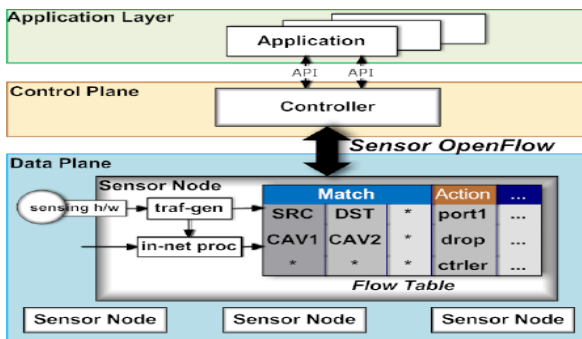 Application Layer
Application
API API
Control Plane
Controller
Sensor OpenFlow
Data Plane
Sensor Node
sensing h/w traf-gen
in-net proc
Match Action ...
SRC DST * port1 ...
CAV1 CAV2 * drop ...
* * * ctrler ...
Flow Table
Sensor Node Sensor Node Sensor Node